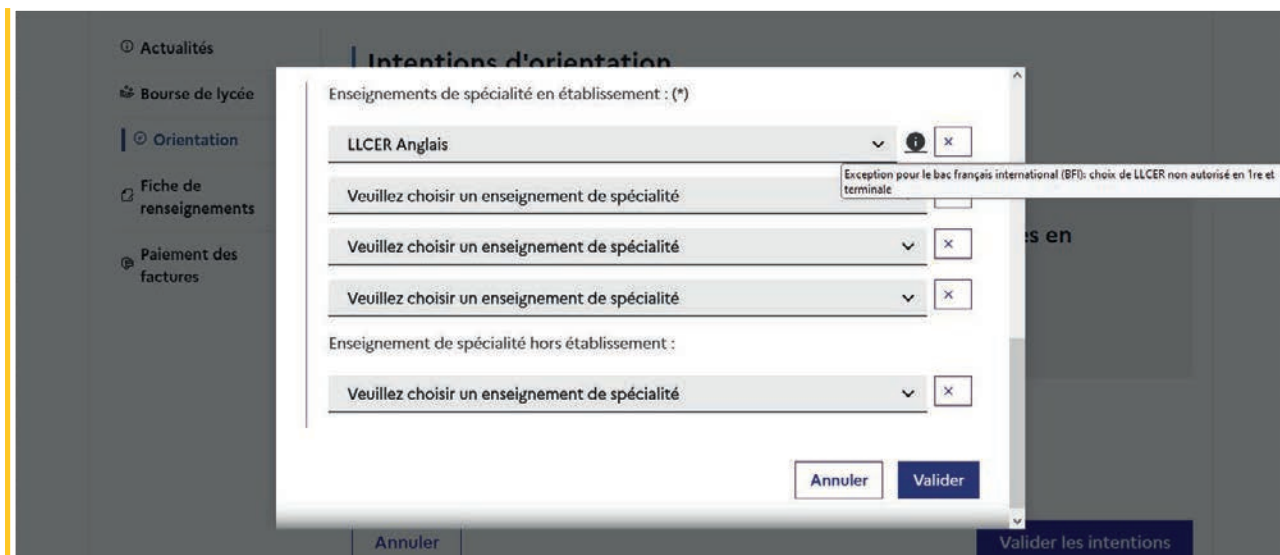 Actualités
Bourse de lycée
Orientation
Fiche de
renseignements
Paiement des
factures
Intentions d'orientation
Enseignements de spécialité en établissement : (*)
LLCER Anglais
Exception pour le bac français international (BFI): choix de LLCER non autorisé en 1re et
terminale
Veuillez choisir un enseignement de spécialité
Veuillez choisir un enseignement de spécialité
Veuillez choisir un enseignement de spécialité
Enseignement de spécialité hors établissement :
Veuillez choisir un enseignement de spécialité
Annuler
Valider
en
Annuler
Valider les intentions